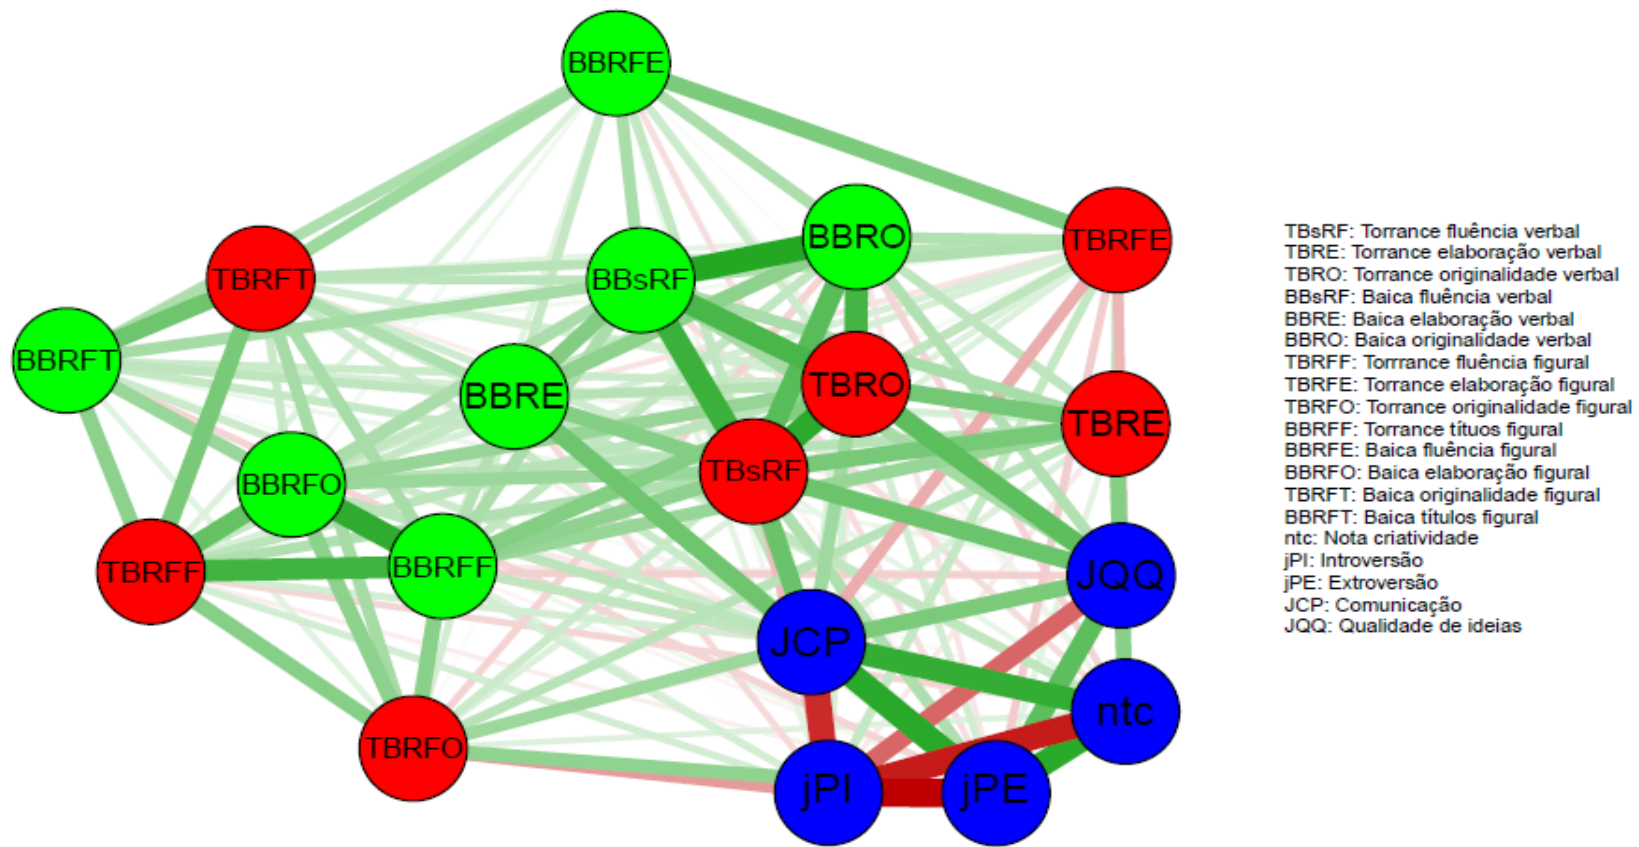 BBRFE
BBRO
TBRFE
TBRFT
BBsRF
BBRFT
BBRE
TBRO
TBRE
TBsRF
BBRFO
TBRFF
BBRFF
JQQ
JCP
ntc
TBRFO
jPI
jPE
TBsRF: Torrance fluência verbal
TBRE: Torrance elaboração verbal
TBRO: Torrance originalidade verbal
BBsRF: Baica fluência verbal
BBRE: Baica elaboração verbal
BBRO: Baica originalidade verbal
TBRFF: Torrrance fluência figural
TBRFE: Torrance elaboração figural
TBRFO: Torrance originalidade figural
BBRFF: Torrance títuos figural
BBRFE: Baica fluência figural
BBRFO: Baica elaboração figural
TBRFT: Baica originalidade figural
BBRFT: Baica títulos figural
ntc: Nota criatividade
jPI: Introversão
jPE: Extroversão
JCP: Comunicação
JQQ: Qualidade de ideias